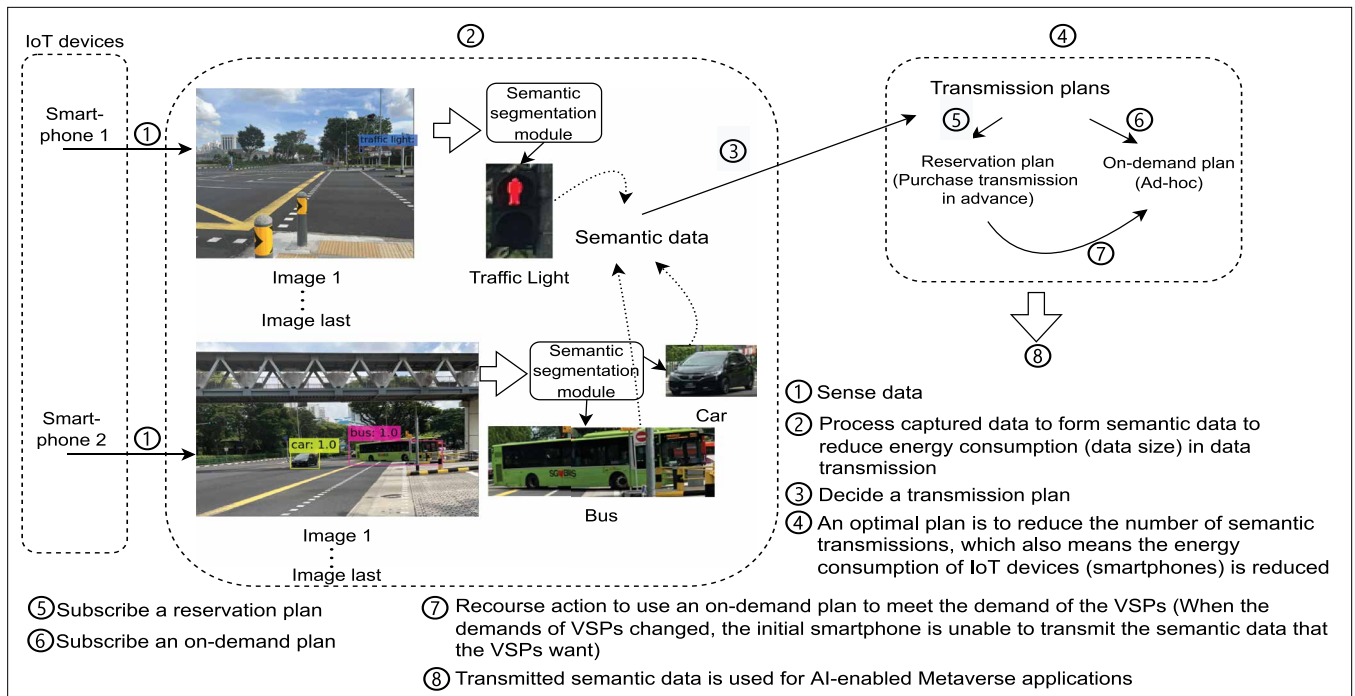 IoT devices
②
④
Smart-
phone 1
①
traffic light:
Semantic
segmentation
module
③
Transmission plans
⑤
⑥
Reservation plan
(Purchase transmission
in advance)
On-demand plan
(Ad-hoc)
⑦
Semantic data
Image 1
Traffic Light
Image last
⑧
Smart-
phone 2
①
car: 1.0
bus: 1.0
Semantic
segmentation
module
Car
SG♥BUS
Bus
Image 1
Image last
① Sense data
② Process captured data to form semantic data to
reduce energy consumption (data size) in data
transmission
③ Decide a transmission plan
④ An optimal plan is to reduce the number of semantic
transmissions, which also means the energy
consumption of IoT devices (smartphones) is reduced
⑤ Subscribe a reservation plan
⑥ Subscribe an on-demand plan
⑦ Recourse action to use an on-demand plan to meet the demand of the VSPs (When the
demands of VSPs changed, the initial smartphone is unable to transmit the semantic data that
the VSPs want)
⑧ Transmitted semantic data is used for AI-enabled Metaverse applications